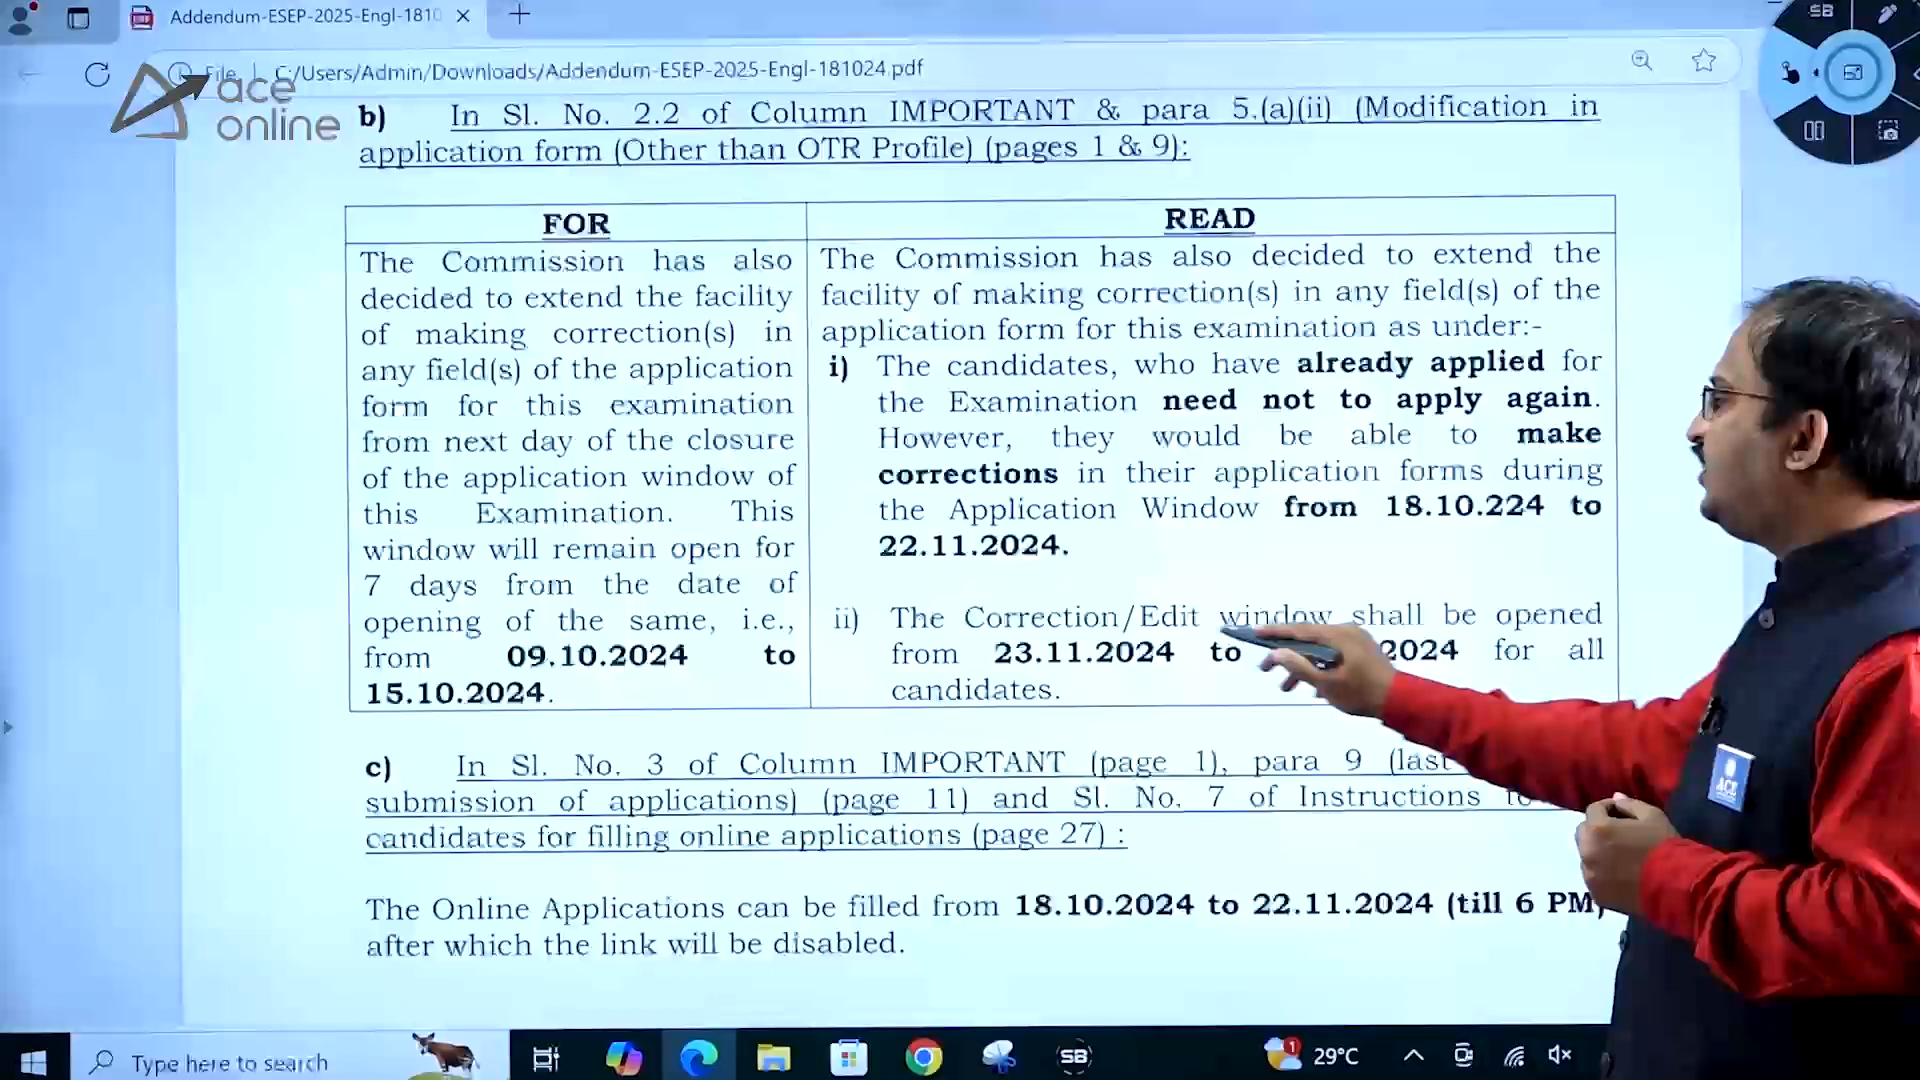 Addendum-ESEP-2025-Engl-1810
File
C:/Users/Admin/Downloads/Addendum-ESEP-2025-Engl-181024.pdf
SB
ace
online
b) In Sl. No. 2.2 of Column IMPORTANT & para 5.(a)(ii) (Modification in
application form (Other than OTR Profile) (pages 1 & 9):
FOR
The Commission has also
decided to extend the facility
of making correction(s) in
any field(s) of the application
form for this examination
from next day of the closure
of the application window of
this Examination. This
window will remain open for
7 days from the date of
opening of the same, i.e.,
from 09.10.2024 to
15.10.2024.
READ
The Commission has also decided to extend the
facility of making correction(s) in any field(s) of the
application form for this examination as under:-
i) The candidates, who have already applied for
the Examination need not to apply again.
However, they would be able to make
corrections in their application forms during
the Application Window from 18.10.224 to
22.11.2024.
ii) The Correction/Edit window shall be opened
from 23.11.2024 to 2024 for all
candidates.
c) In Sl. No. 3 of Column IMPORTANT (page 1), para 9 (last
submission of applications) (page 11) and Sl. No. 7 of Instructions to
candidates for filling online applications (page 27) :
The Online Applications can be filled from 18.10.2024 to 22.11.2024 (till 6 PM)
after which the link will be disabled.
ACE
Type here to search
SB
1
29°C